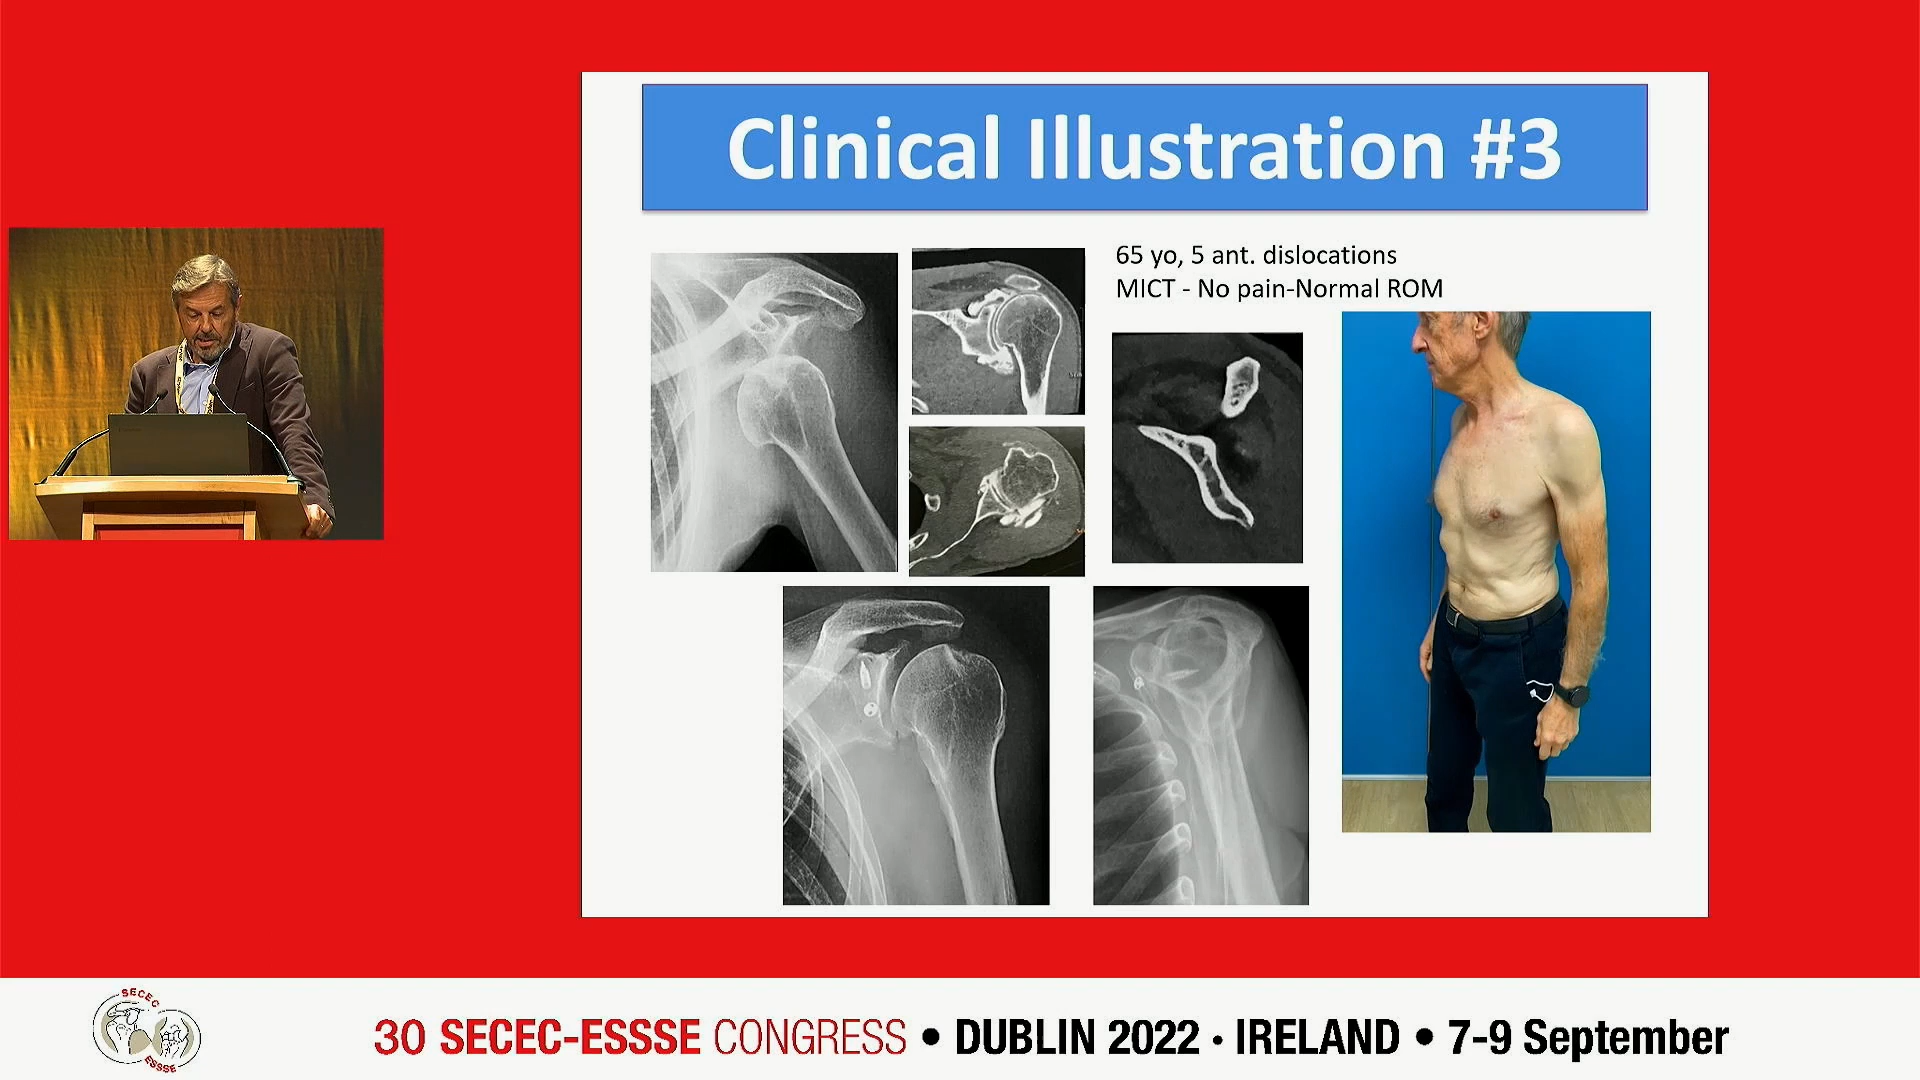 Clinical Illustration #3
65 yo, 5 ant. dislocations
MICT - No pain-Normal ROM
SECEC
ESSSE
30 SECEC-ESSSE CONGRESS • DUBLIN 2022 • IRELAND • 7-9 September